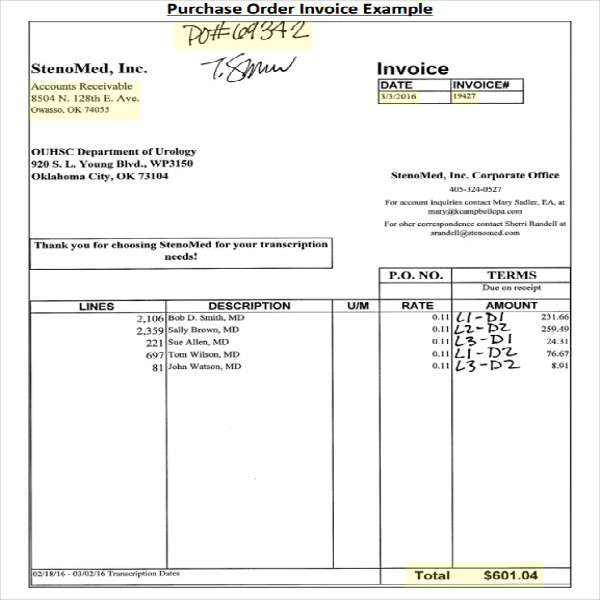 Purchase Order Invoice Example
PO#69342
StenoMed, Inc.
Accounts Receivable
8504 N. 128th E. Ave.
Owasso, OK 74055
Invoice
DATE INVOICE#
3/3/2016 19427
OUHSC Department of Urology
920 S. L. Young Blvd., WP3150
Oklahoma City, OK 73104
StenoMed, Inc. Corporate Office
405-324-0527
For account inquiries contact Mary Sadler, EA, at
mary@kcampbellcpa.com
For oher correspondence contact Sherri Randell at
srandell@stenomed.com
Thank you for choosing StenoMed for your transcription
needs!
P.O. NO. TERMS
Due on receipt
LINES DESCRIPTION U/M RATE AMOUNT
2,106 Bob D. Smith, MD 0.11 L1-D1 231.66
2,359 Sally Brown, MD 0.11 L2-D2 259.49
221 Sue Allen, MD 0.11 L3-D1 24.31
697 Tom Wilson, MD 0.11 L1-D2 76.67
81 John Watson, MD 0.11 L3-D2 8.91
02/18/16 - 03/02/16 Transcription Dates
Total $601.04